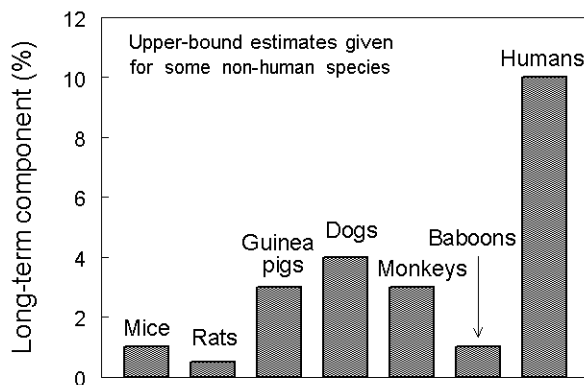 Upper-bound estimates given
for some non-human species
Long-term component (%)
12
10
8
6
4
2
0
Mice
Rats
Guinea
pigs
Dogs
Monkeys
Baboons
Humans